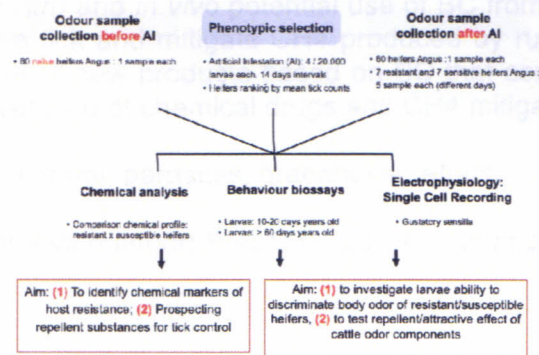 Odour sample
collection before AI
• 60 naive heifers Angus : 1 sample each
Phenotypic selection
• Artificial Infestation (AI): 4 / 20.000
larvae each, 14 days intervals
• Heifers ranking by mean tick counts
Odour sample
collection after AI
• 60 heifers Angus :1 sample each
• 7 resistant and 7 sensitive heifers Angus :
5 sample each (different days)
Chemical analysis
• Comparison chemical profile:
resistant x susceptible heifers
Behaviour biossays
• Larvae: 10-20 days years old
• Larvae: > 60 days years old
Electrophysiology:
Single Cell Recording
• Gustatory sensilla
Aim: (1) To identify chemical markers of
host resistance; (2) Prospecting
repellent substances for tick control
Aim: (1) to investigate larvae ability to
discriminate body odor of resistant/susceptible
heifers, (2) to test repellent/attractive effect of
cattle odor components